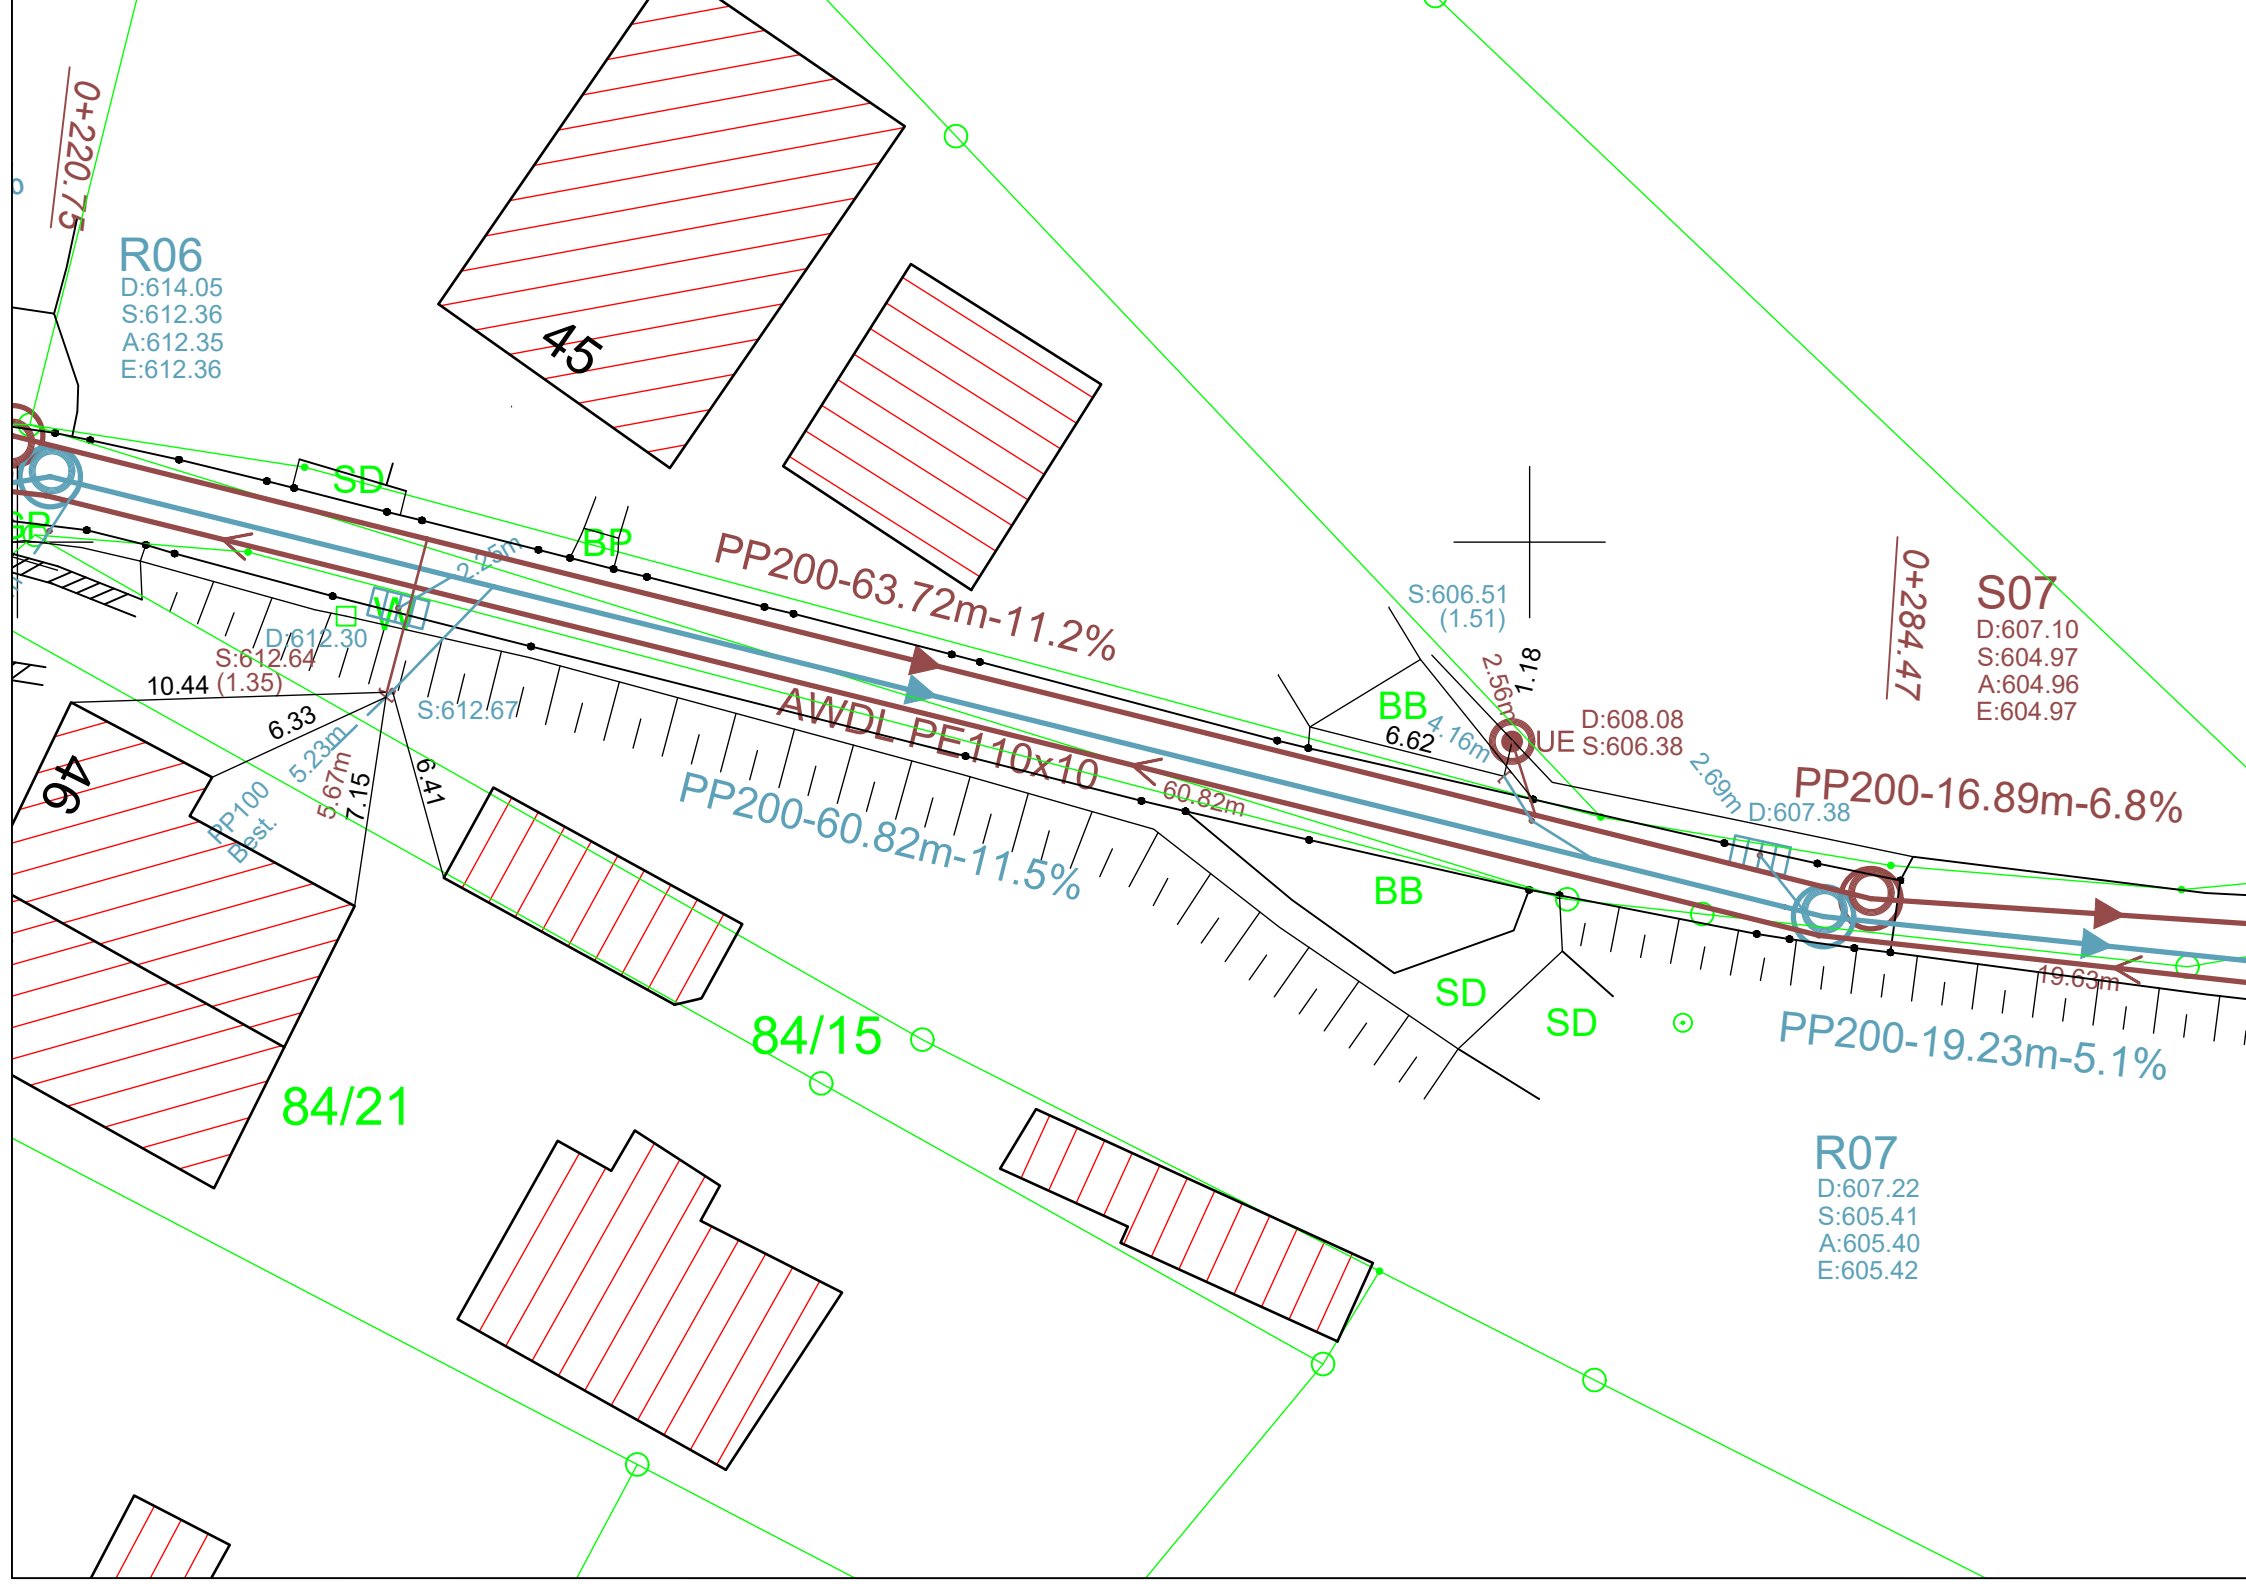 0+220.75
R06
D:614.05
S:612.36
A:612.35
E:612.36
45
SD
BP
2.25m
PP200-63.72m-11.2%
W
D:612.30
S:612.64
10.44 (1.35)
6.33
S:612.67
5.23m
5.67m
7.15
6.41
46
PP100
Best.
AWDL PE110x10
60.82m
PP200-60.82m-11.5%
S:606.51
(1.51)
2.56m
1.18
BB
6.62
4.16m
UE
D:608.08
S:606.38
0+284.47
S07
D:607.10
S:604.97
A:604.96
E:604.97
2.69m
D:607.38
PP200-16.89m-6.8%
BB
SD
SD
19.63m
PP200-19.23m-5.1%
84/15
84/21
R07
D:607.22
S:605.41
A:605.40
E:605.42